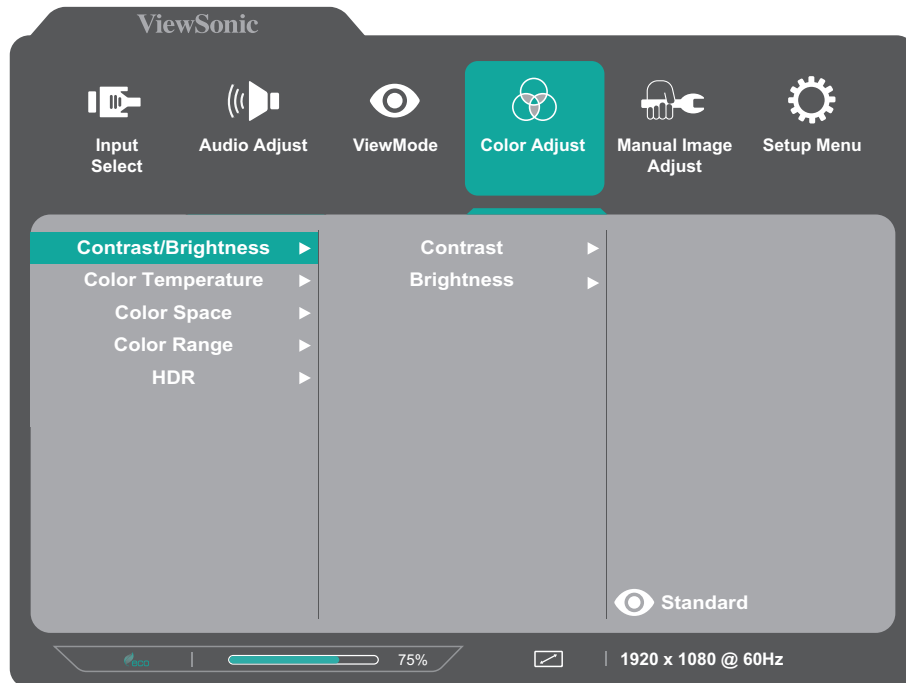 ViewSonic
Input
Select
Audio Adjust
ViewMode
Color Adjust
Manual Image
Adjust
Setup Menu
Contrast/Brightness
Color Temperature
Color Space
Color Range
HDR
Contrast
Brightness
Standard
eco
75%
1920 x 1080 @ 60Hz